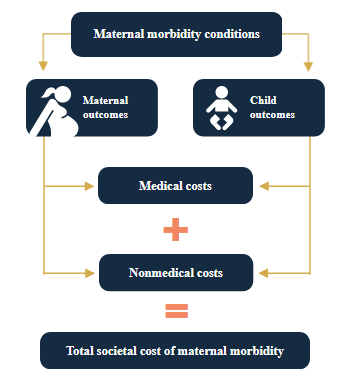 Maternal morbidity conditions
Maternal
outcomes
Child
outcomes
Medical costs
+
Nonmedical costs
=
Total societal cost of maternal morbidity